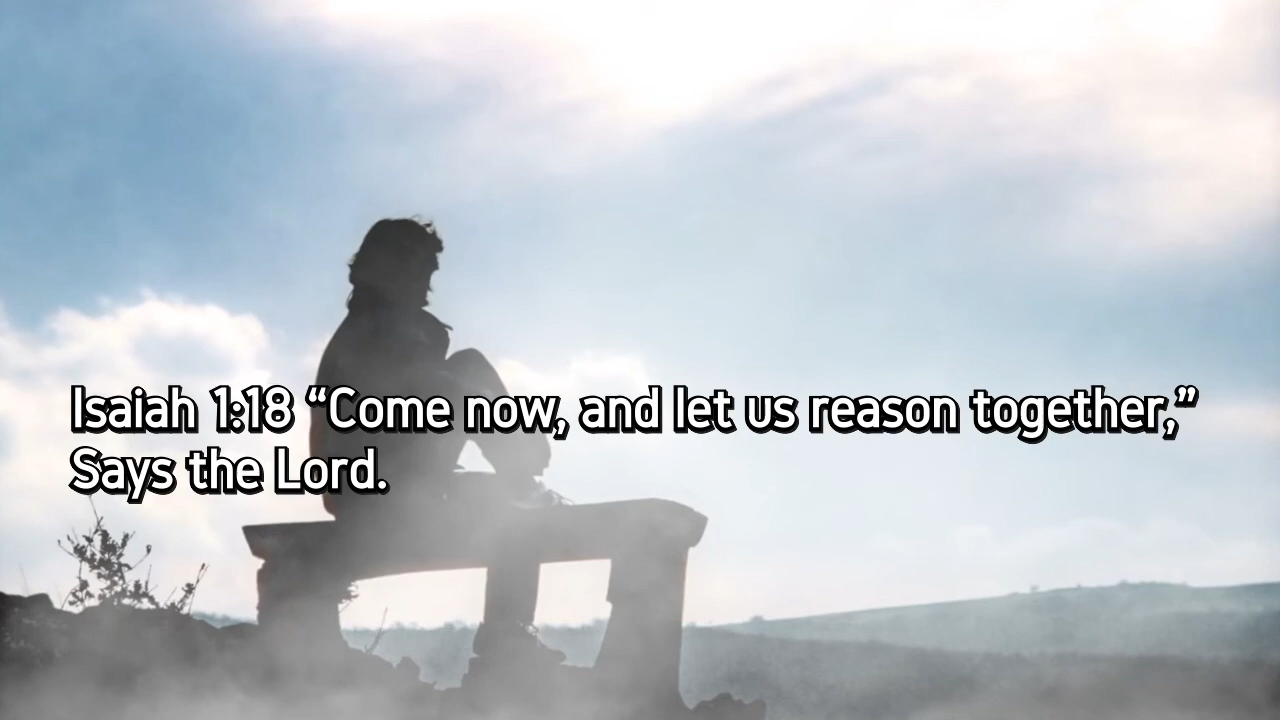 Isaiah 1:18 “Come now, and let us reason together,”
Says the Lord.